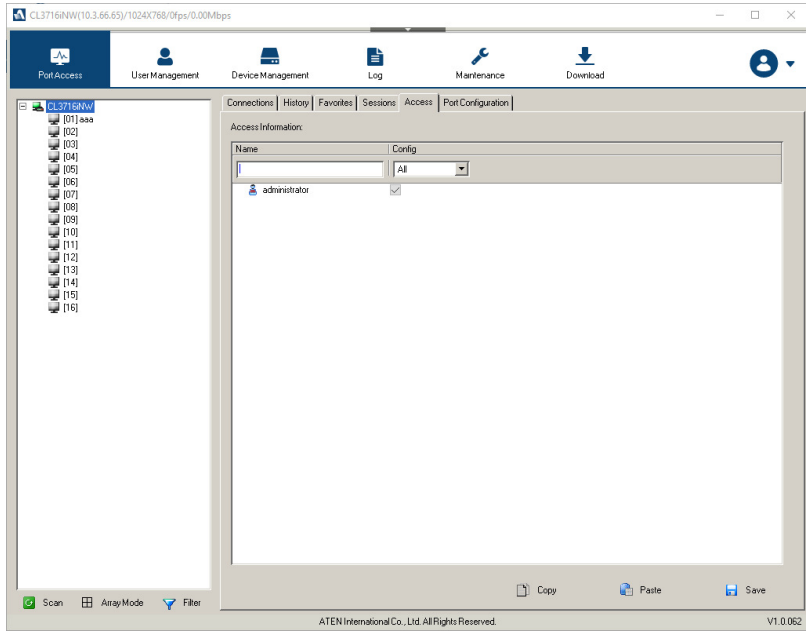 CL3716iNW(10.3.66.65)/1024X768/0fps/0.00Mbps
Port Access
User Management
Device Management
Log
Maintenance
Download
CL3716iNW
[01] aaa
[02]
[03]
[04]
[05]
[06]
[07]
[08]
[09]
[10]
[11]
[12]
[13]
[14]
[15]
[16]
Scan
Array Mode
Filter
Connections
History
Favorites
Sessions
Access
Port Configuration
Access Information:
Name
Config
All
administrator
Copy
Paste
Save
ATEN International Co., Ltd. All Rights Reserved.
V1.0.062